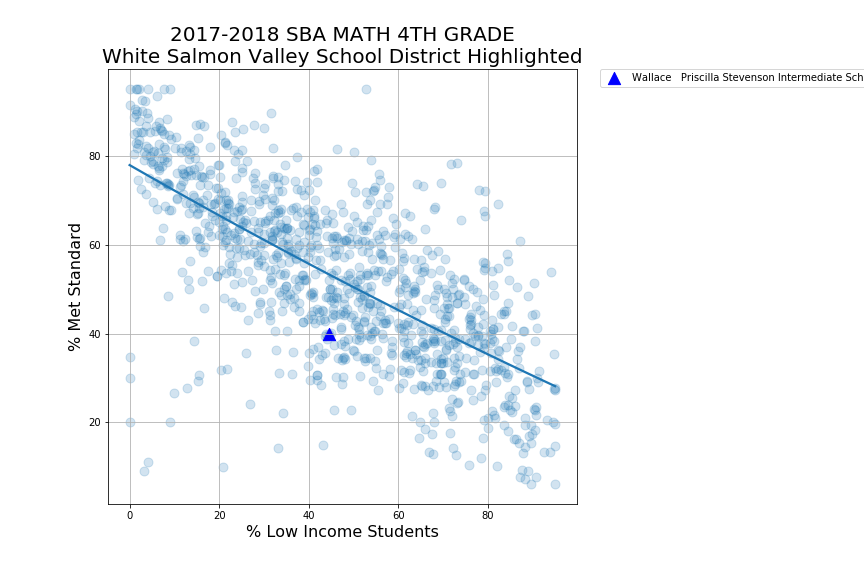 2017-2018 SBA MATH 4TH GRADE
White Salmon Valley School District Highlighted
Wallace   Priscilla Stevenson Intermediate Sch
% Met Standard
80
60
40
20
0 20 40 60 80
% Low Income Students